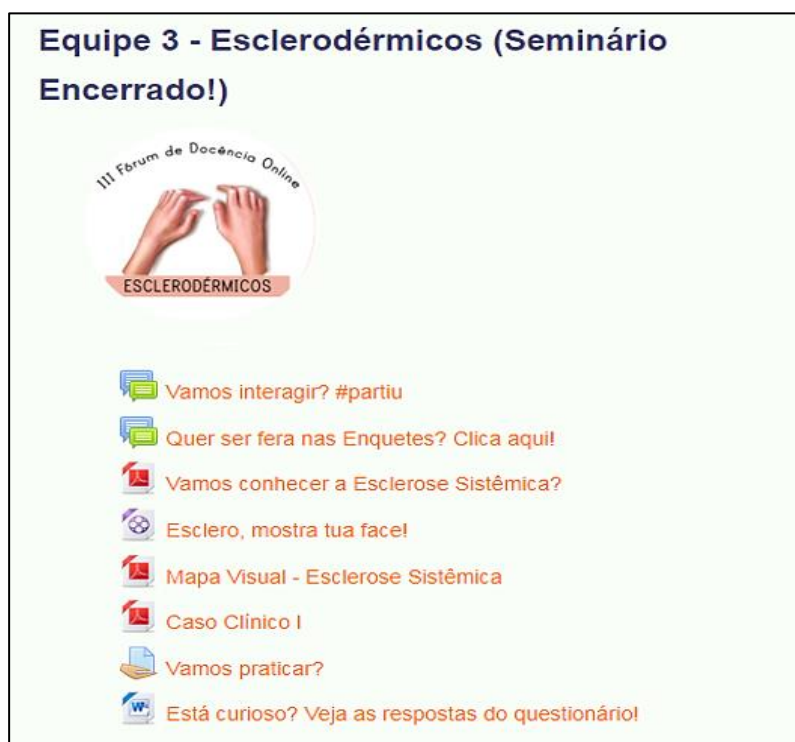 Equipe 3 - Esclerodérmicos (Seminário
Encerrado!)
III Fórum de Docência Online
ESCLERODÉRMICOS
Vamos interagir? #partiu
Quer ser fera nas Enquetes? Clica aqui!
Vamos conhecer a Esclerose Sistêmica?
Esclero, mostra tua face!
Mapa Visual - Esclerose Sistêmica
Caso Clínico I
Vamos praticar?
Está curioso? Veja as respostas do questionário!